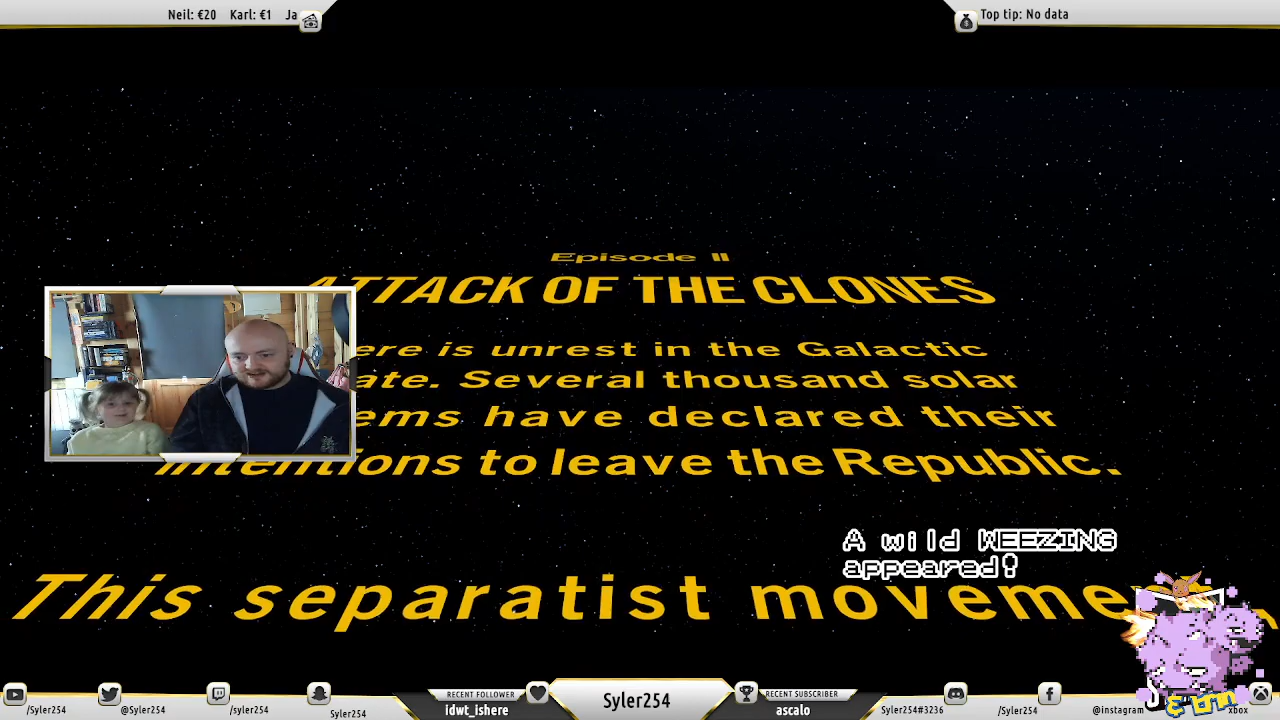 Neil: €20 Karl: €1 Ja
Top tip: No data
Episode II
ATTACK OF THE CLONES
ere is unrest in the Galactic
ate. Several thousand solar
ems have declared their
intentions to leave the Republic.
A wild WEEZING
appeared!
This separatist moveme
RECENT FOLLOWER
idwt_ishere
Syler254
RECENT SUBSCRIBER
ascalo
/Syler254
@Syler254
/syler254
Syler254
Syler254#3236
/Syler254
@instagram
xbox